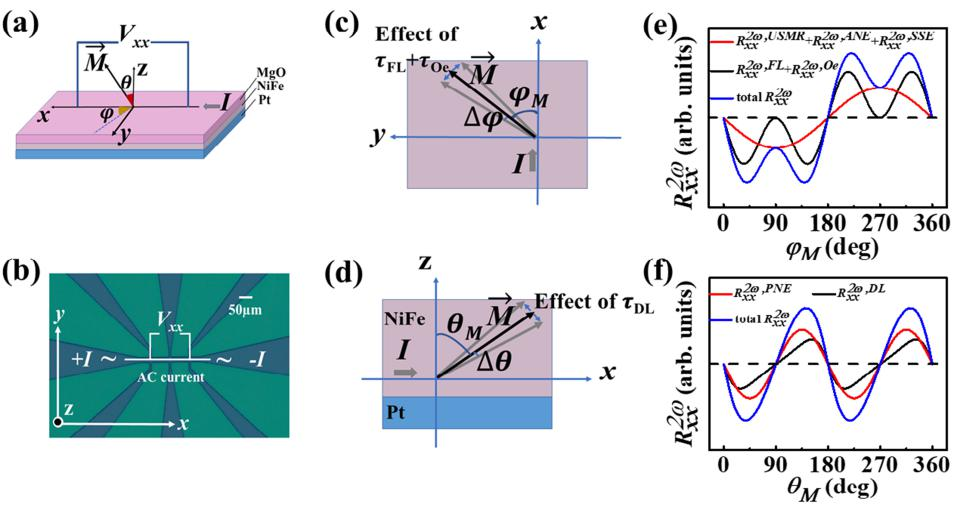 (a)
V_xx
M
z
θ
MgO
NiFe
Pt
x
φ
y
I
(b)
y
50μm
V_xx
+I ~
~ -I
AC current
z
x
(c)
x
Effect of
τ_FL+τ_Oe
M
φ_M
Δφ
y
I
(d)
z
NiFe
M
Effect of τ_DL
θ_M
I
Δθ
x
Pt
(e)
R_xx^2ω,USMR+R_xx^2ω,ANE+R_xx^2ω,SSE
R_xx^2ω,FL+R_xx^2ω,Oe
total R_xx^2ω
R_xx^2ω (arb. units)
0 90 180 270 360
φ_M (deg)
(f)
R_xx^2ω,PNE R_xx^2ω,DL
total R_xx^2ω
R_xx^2ω (arb. units)
0 90 180 270 360
θ_M (deg)